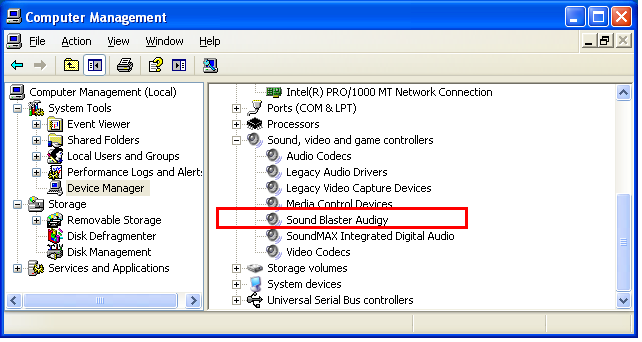 Computer Management
File Action View Window Help
Computer Management (Local)
System Tools
Event Viewer
Shared Folders
Local Users and Groups
Performance Logs and Alerts
Device Manager
Storage
Removable Storage
Disk Defragmenter
Disk Management
Services and Applications
Intel(R) PRO/1000 MT Network Connection
Ports (COM & LPT)
Processors
Sound, video and game controllers
Audio Codecs
Legacy Audio Drivers
Legacy Video Capture Devices
Media Control Devices
Sound Blaster Audigy
SoundMAX Integrated Digital Audio
Video Codecs
Storage volumes
System devices
Universal Serial Bus controllers